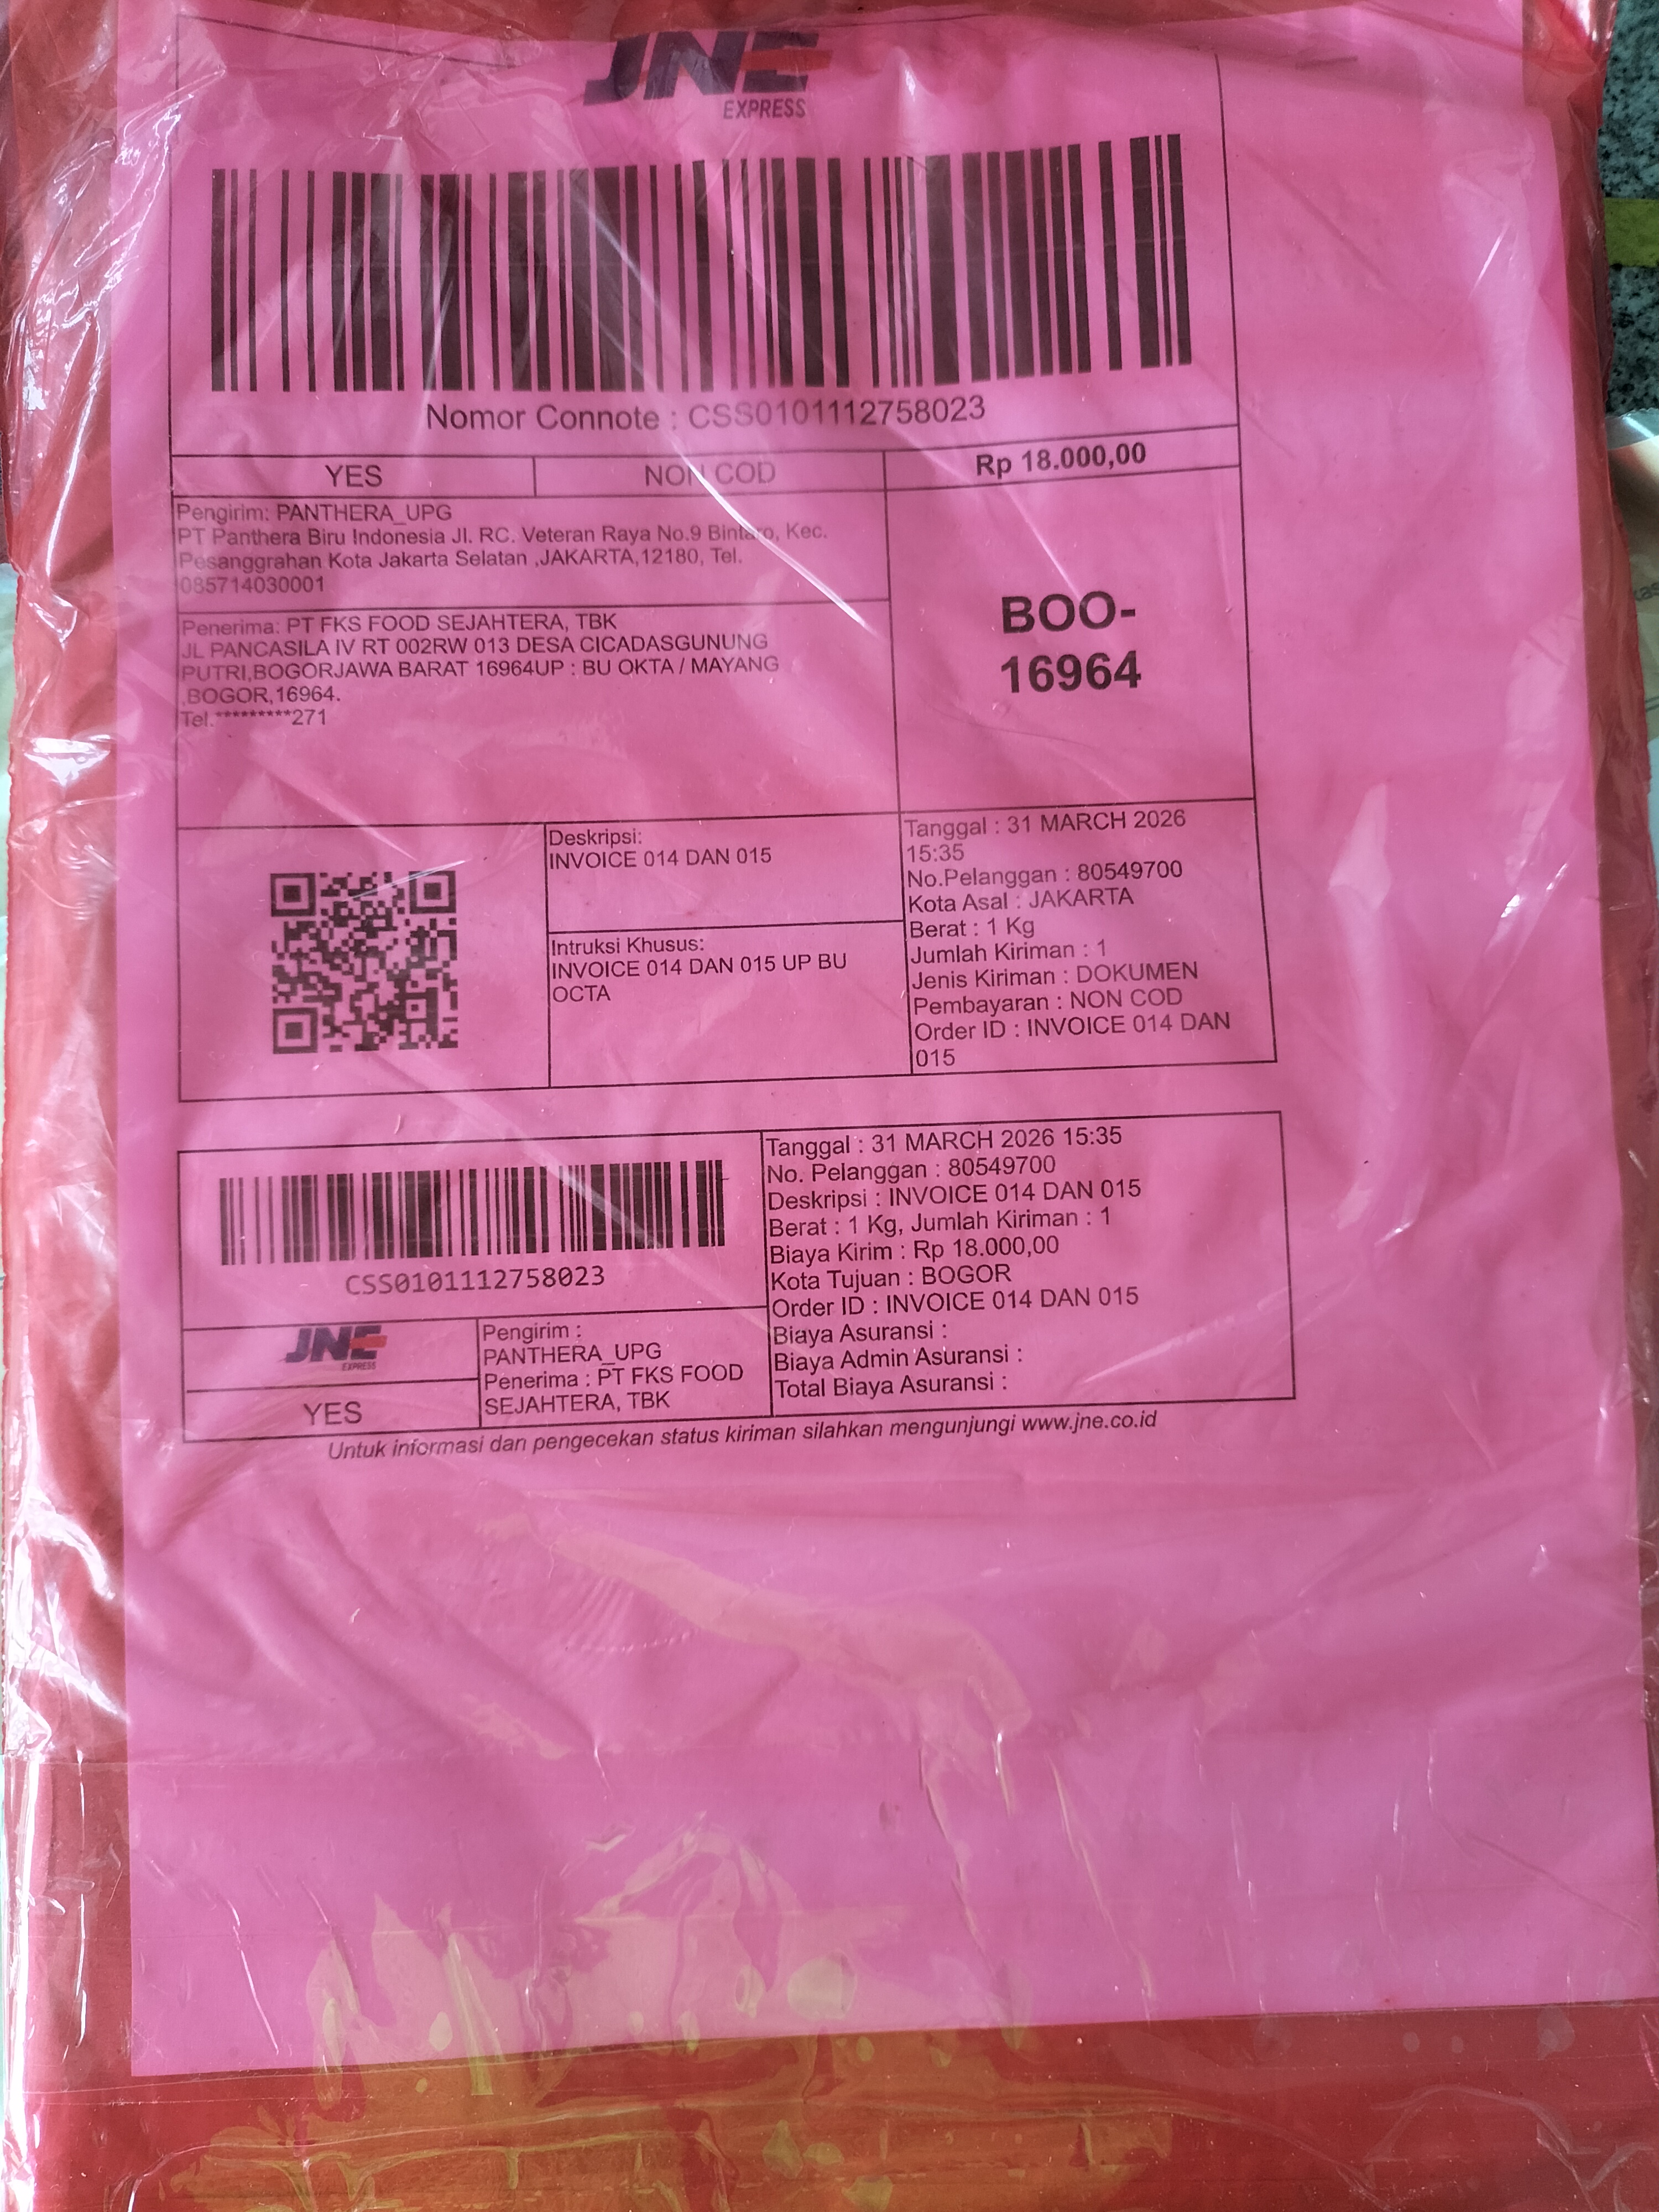 JNE
EXPRESS
Nomor Connote : CSS0101112758023
YES
NON COD
Rp 18.000,00
Pengirim: PANTHERA_UPG
PT Panthera Biru Indonesia Jl. RC. Veteran Raya No.9 Bintaro, Kec.
Pesanggrahan Kota Jakarta Selatan ,JAKARTA,12180, Tel.
085714030001
Penerima: PT FKS FOOD SEJAHTERA, TBK
JL PANCASILA IV RT 002RW 013 DESA CICADASGUNUNG
PUTRI,BOGORJAWA BARAT 16964UP : BU OKTA / MAYANG
,BOGOR,16964.
Tel.*********271
BOO-
16964
Deskripsi:
INVOICE 014 DAN 015
Intruksi Khusus:
INVOICE 014 DAN 015 UP BU
OCTA
Tanggal : 31 MARCH 2026
15:35
No.Pelanggan : 80549700
Kota Asal : JAKARTA
Berat : 1 Kg
Jumlah Kiriman : 1
Jenis Kiriman : DOKUMEN
Pembayaran : NON COD
Order ID : INVOICE 014 DAN
015
CSS0101112758023
JNE
EXPRESS
YES
Pengirim :
PANTHERA_UPG
Penerima : PT FKS FOOD
SEJAHTERA, TBK
Tanggal : 31 MARCH 2026 15:35
No. Pelanggan : 80549700
Deskripsi : INVOICE 014 DAN 015
Berat : 1 Kg, Jumlah Kiriman : 1
Biaya Kirim : Rp 18.000,00
Kota Tujuan : BOGOR
Order ID : INVOICE 014 DAN 015
Biaya Asuransi :
Biaya Admin Asuransi :
Total Biaya Asuransi :
Untuk informasi dan pengecekan status kiriman silahkan mengunjungi www.jne.co.id